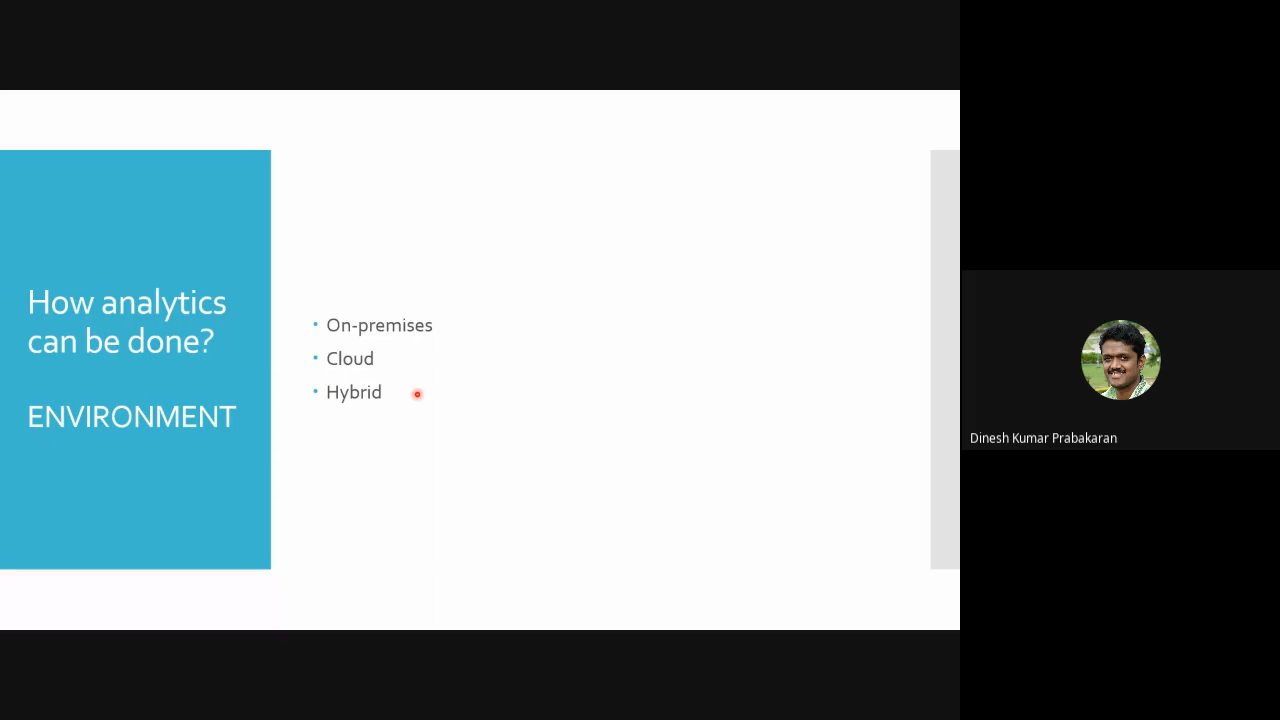 How analytics
can be done?
ENVIRONMENT
• On-premises
• Cloud
• Hybrid
Dinesh Kumar Prabakaran